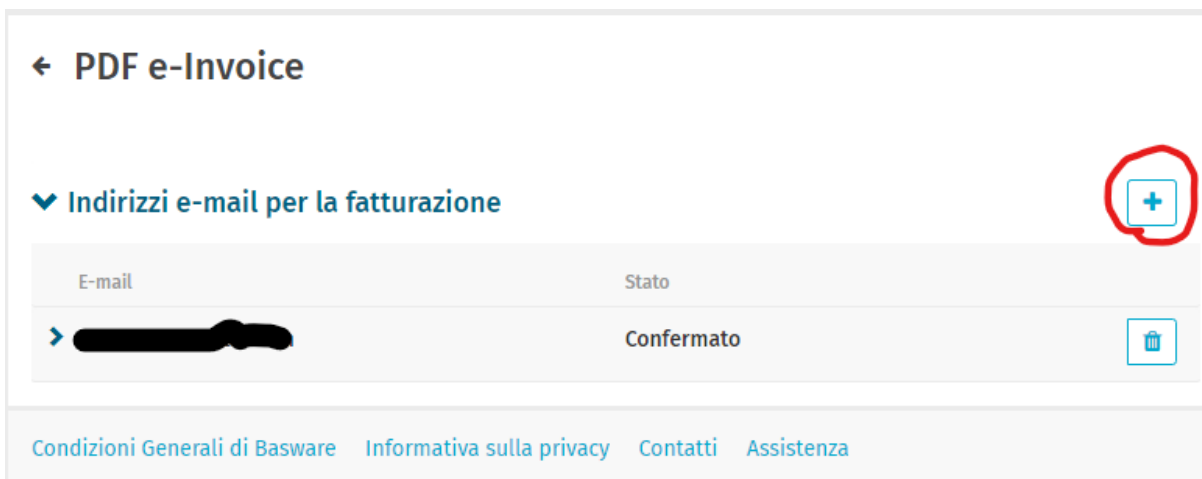 PDF e-Invoice
Indirizzi e-mail per la fatturazione
E-mail Stato
Confermato
Condizioni Generali di Basware Informativa sulla privacy Contatti Assistenza